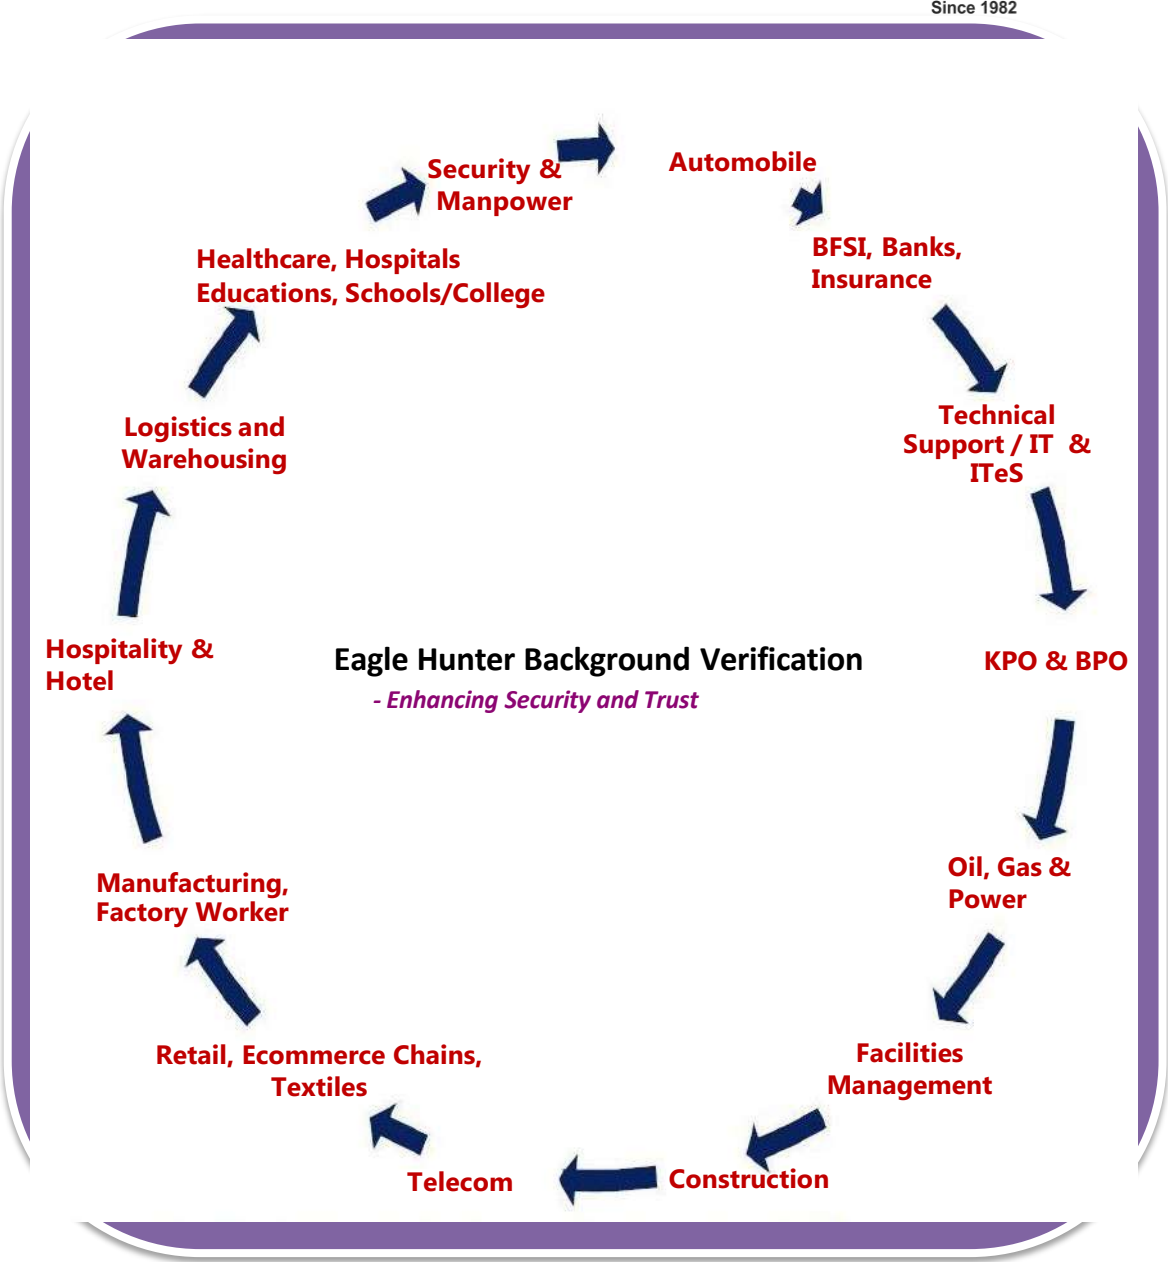 Since 1982
Security &
Manpower
Automobile
BFSI, Banks,
Insurance
Healthcare, Hospitals
Educations, Schools/College
Technical
Support / IT  &
ITeS
Logistics and
Warehousing
Hospitality &
Hotel
Eagle Hunter Background Verification
- Enhancing Security and Trust
KPO & BPO
Oil, Gas &
Power
Manufacturing,
Factory Worker
Facilities
Management
Retail, Ecommerce Chains,
Textiles
Telecom
Construction